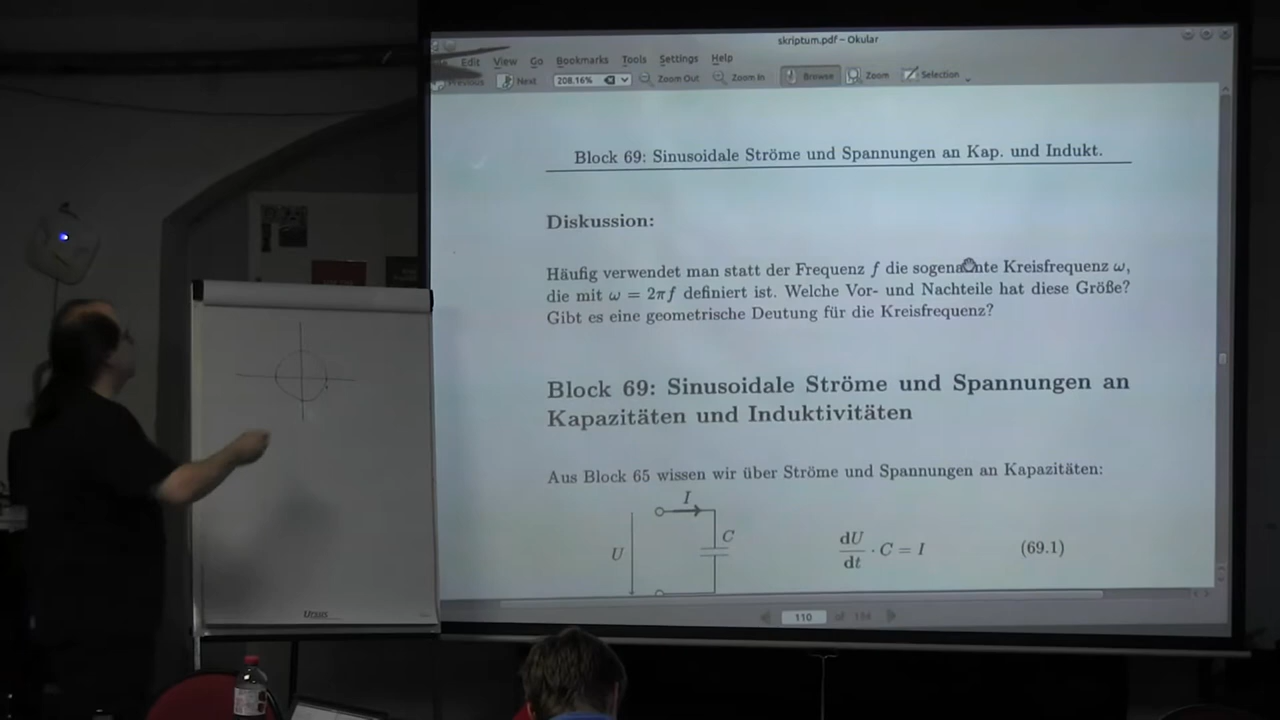 skriptum.pdf – Okular
Edit View Go Bookmarks Tools Settings Help
Previous Next 208.16% Zoom Out Zoom In Browse Zoom Selection
Block 69: Sinusoidale Ströme und Spannungen an Kap. und Indukt.
Diskussion:
Häufig verwendet man statt der Frequenz f die sogenannte Kreisfrequenz ω,
die mit ω = 2πf definiert ist. Welche Vor- und Nachteile hat diese Größe?
Gibt es eine geometrische Deutung für die Kreisfrequenz?
Block 69: Sinusoidale Ströme und Spannungen an
Kapazitäten und Induktivitäten
Aus Block 65 wissen wir über Ströme und Spannungen an Kapazitäten:
I
U C dU/dt · C = I (69.1)
110 of
Ursus